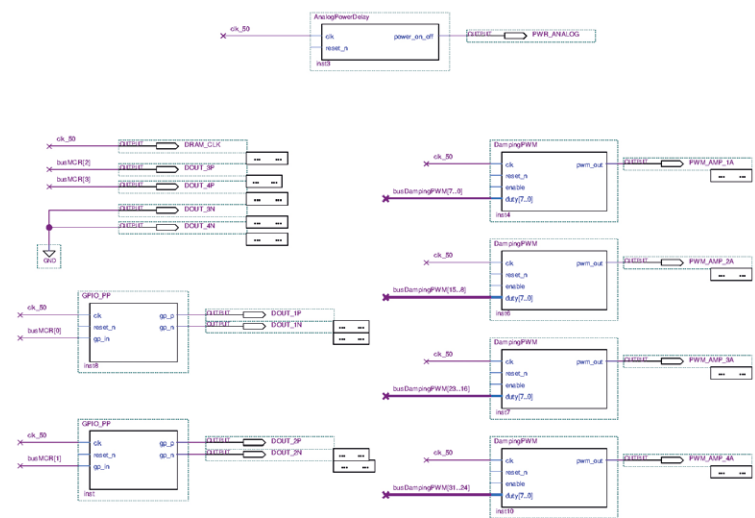 AnalogPowerDelay
clk_50
clk
power_on_off
OUTPUT
PWR_ANALOG
reset_n
inst3
clk_50
OUTPUT
DRAM_CLK
busMCR[2]
OUTPUT
DOUT_3P
busMCR[3]
OUTPUT
DOUT_4P
OUTPUT
DOUT_3N
OUTPUT
DOUT_4N
GND
GPIO_PP
clk_50
clk
gp_p
OUTPUT
DOUT_1P
reset_n
gp_n
OUTPUT
DOUT_1N
busMCR[0]
gp_in
GPIO_PP
clk_50
clk
gp_p
OUTPUT
DOUT_2P
reset_n
gp_n
OUTPUT
DOUT_2N
busMCR[1]
gp_in
inst
DampingPWM
clk_50
clk
pwm_out
OUTPUT
PWM_AMP_1A
reset_n
enable
busDampingPWM[7..0]
duty[7..0]
inst4
DampingPWM
clk_50
clk
pwm_out
OUTPUT
PWM_AMP_2A
reset_n
enable
busDampingPWM[15..8]
duty[7..0]
inst6
DampingPWM
clk_50
clk
pwm_out
OUTPUT
PWM_AMP_3A
reset_n
enable
busDampingPWM[23..16]
duty[7..0]
inst7
DampingPWM
clk_50
clk
pwm_out
OUTPUT
PWM_AMP_4A
reset_n
enable
busDampingPWM[31..24]
duty[7..0]
inst10